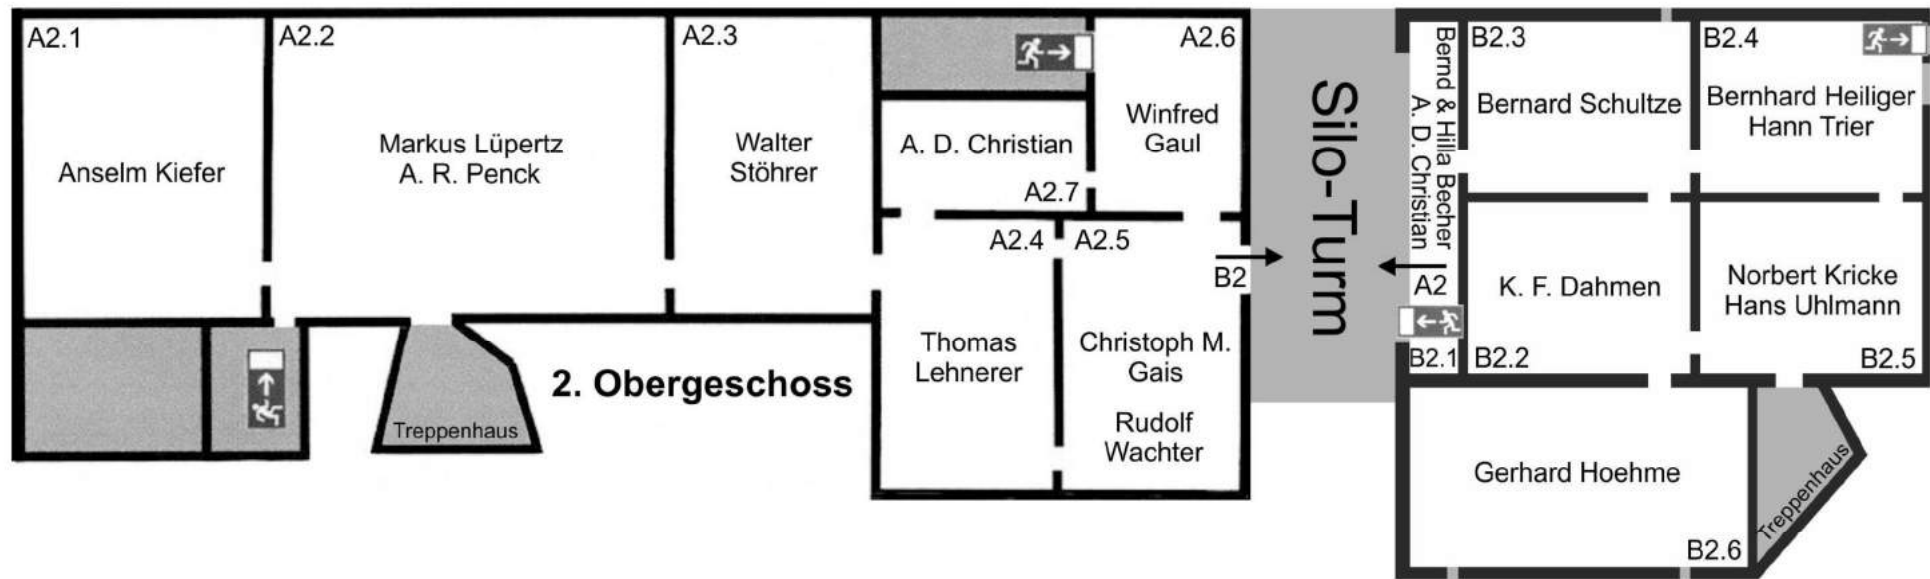 A2.1
Anselm Kiefer
A2.2
Markus Lüpertz
A. R. Penck
A2.3
Walter
Stöhrer
A. D. Christian
A2.7
A2.6
Winfred
Gaul
A2.4
Thomas
Lehnerer
A2.5
B2
Christoph M.
Gais
Rudolf
Wachter
2. Obergeschoss
Treppenhaus
Silo-Turm
Bernd & Hilla Becher
A. D. Christian
A2
B2.1
B2.3
Bernard Schultze
B2.4
Bernhard Heiliger
Hann Trier
K. F. Dahmen
B2.2
Norbert Kricke
Hans Uhlmann
B2.5
Gerhard Hoehme
B2.6
Treppenhaus